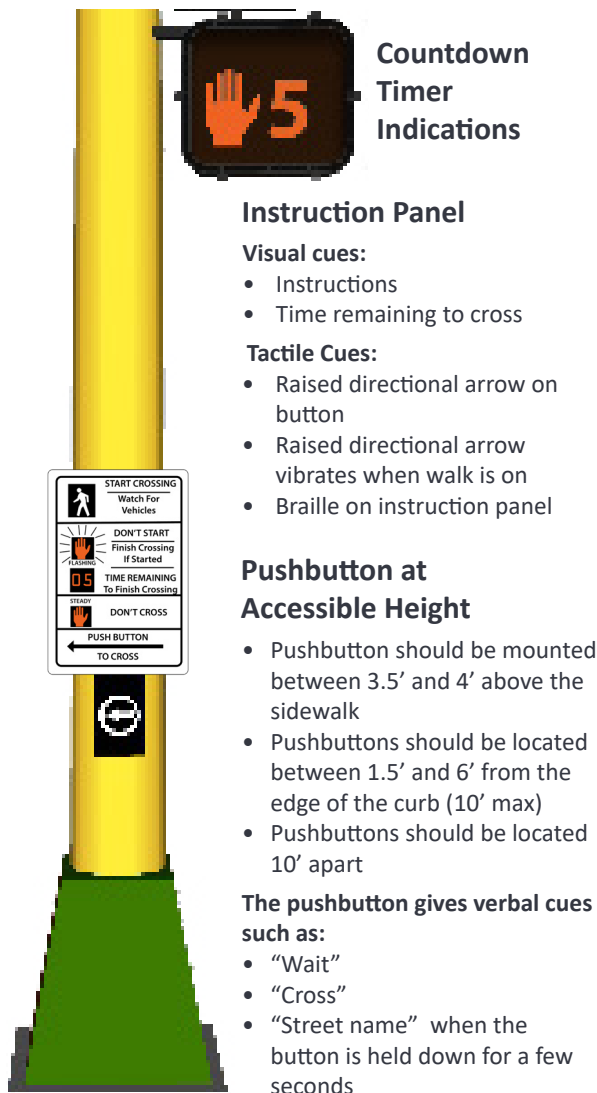 5
Countdown
Timer
Indications
Instruction Panel
Visual cues:
• Instructions
• Time remaining to cross
Tactile Cues:
• Raised directional arrow on
button
• Raised directional arrow
vibrates when walk is on
• Braille on instruction panel
START CROSSING
Watch For
Vehicles
DON'T START
Finish Crossing
If Started
FLASHING
05
TIME REMAINING
To Finish Crossing
STEADY
DON'T CROSS
PUSH BUTTON
TO CROSS
Pushbutton at
Accessible Height
• Pushbutton should be mounted
between 3.5’ and 4’ above the
sidewalk
• Pushbuttons should be located
between 1.5’ and 6’ from the
edge of the curb (10’ max)
• Pushbuttons should be located
10’ apart
The pushbutton gives verbal cues
such as:
• “Wait”
• “Cross”
• “Street name” when the
button is held down for a few
seconds